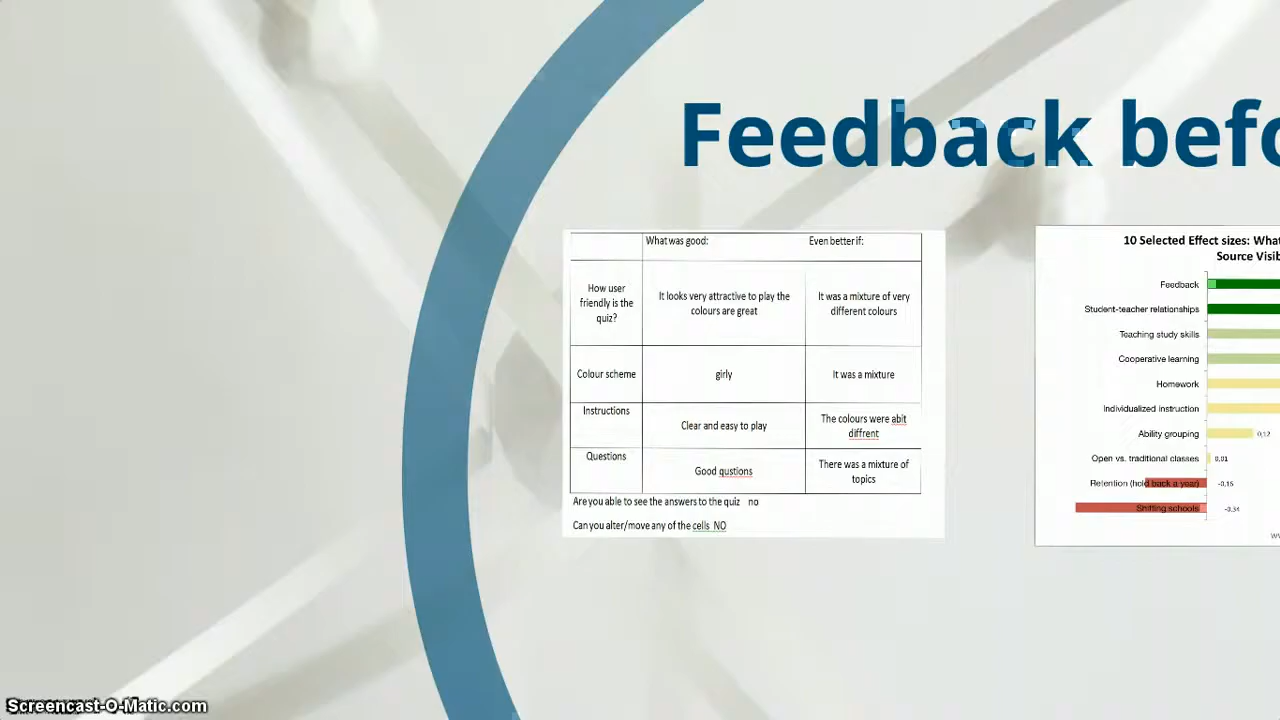 Feedback befo
What was good: Even better if:
How user
friendly is the
quiz?
It looks very attractive to play the
colours are great
It was a mixture of very
different colours
Colour scheme girly It was a mixture
Instructions
Clear and easy to play
The colours were abit
diffrent
Questions
Good qustions
There was a mixture of
topics
Are you able to see the answers to the quiz no
Can you alter/move any of the cells NO
10 Selected Effect sizes: What
Source Visib
Feedback
Student-teacher relationships
Teaching study skills
Cooperative learning
Homework
Individualized instruction
Ability grouping 0,12
Open vs. traditional classes 0,01
Retention (hold back a year) -0,16
Shifting schools -0,34
Screencast-O-Matic.com